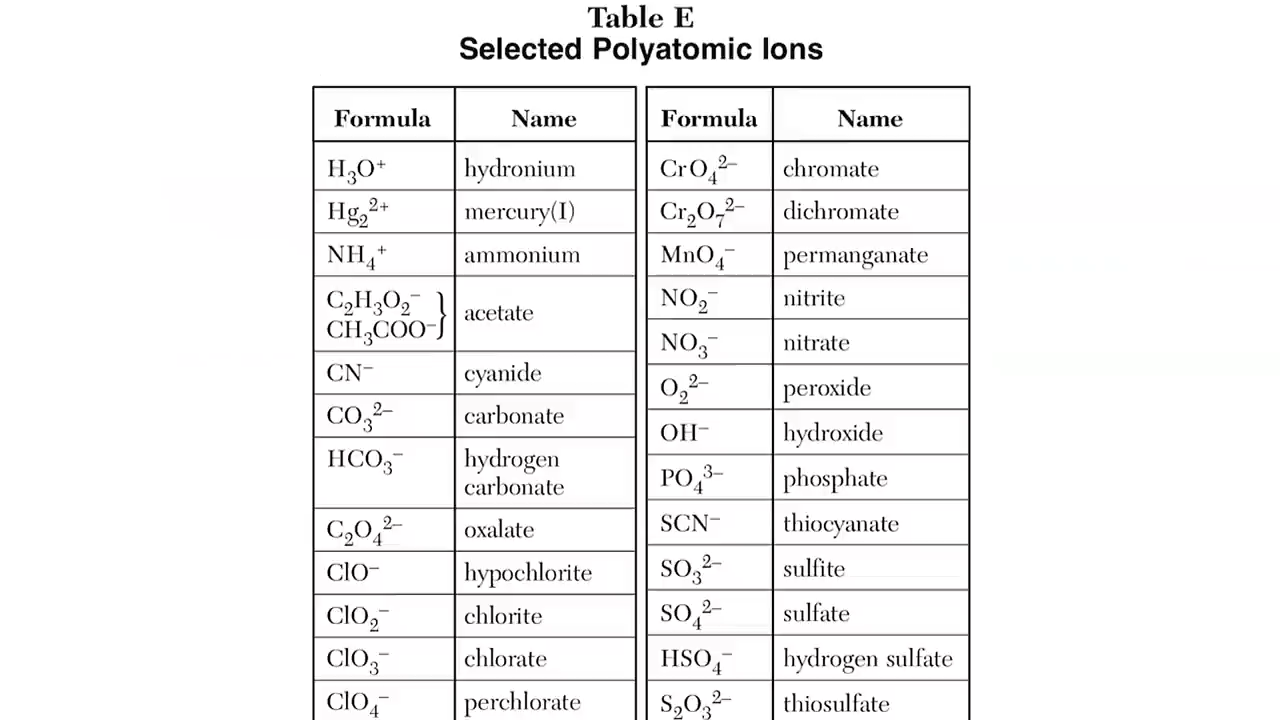 Table E
Selected Polyatomic Ions
Formula Name
H₃O⁺ hydronium
Hg₂²⁺ mercury(I)
NH₄⁺ ammonium
C₂H₃O₂⁻
CH₃COO⁻ } acetate
CN⁻ cyanide
CO₃²⁻ carbonate
HCO₃⁻ hydrogen
carbonate
C₂O₄²⁻ oxalate
ClO⁻ hypochlorite
ClO₂⁻ chlorite
ClO₃⁻ chlorate
ClO₄⁻ perchlorate
Formula Name
CrO₄²⁻ chromate
Cr₂O₇²⁻ dichromate
MnO₄⁻ permanganate
NO₂⁻ nitrite
NO₃⁻ nitrate
O₂²⁻ peroxide
OH⁻ hydroxide
PO₄³⁻ phosphate
SCN⁻ thiocyanate
SO₃²⁻ sulfite
SO₄²⁻ sulfate
HSO₄⁻ hydrogen sulfate
S₂O₃²⁻ thiosulfate